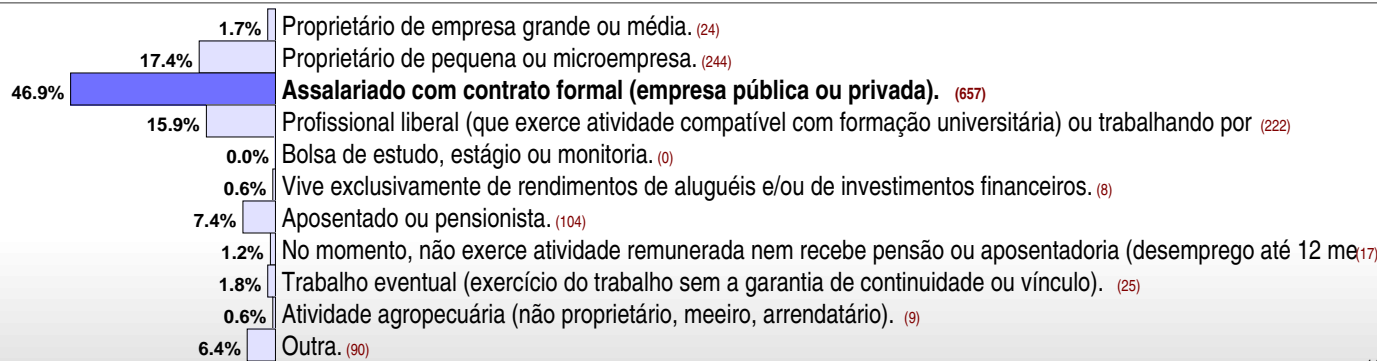 1.7% Proprietário de empresa grande ou média. (24)
17.4% Proprietário de pequena ou microempresa. (244)
46.9% Assalariado com contrato formal (empresa pública ou privada). (657)
15.9% Profissional liberal (que exerce atividade compatível com formação universitária) ou trabalhando por (222)
0.0% Bolsa de estudo, estágio ou monitoria. (0)
0.6% Vive exclusivamente de rendimentos de aluguéis e/ou de investimentos financeiros. (8)
7.4% Aposentado ou pensionista. (104)
1.2% No momento, não exerce atividade remunerada nem recebe pensão ou aposentadoria (desemprego até 12 me (17)
1.8% Trabalho eventual (exercício do trabalho sem a garantia de continuidade ou vínculo). (25)
0.6% Atividade agropecuária (não proprietário, meeiro, arrendatário). (9)
6.4% Outra. (90)